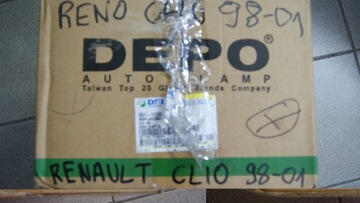 RENO CLIO 98-01
DEPO
AUTO LAMP
Taiwan Top 20 Global Brands Company
RENAULT CLIO 98-01